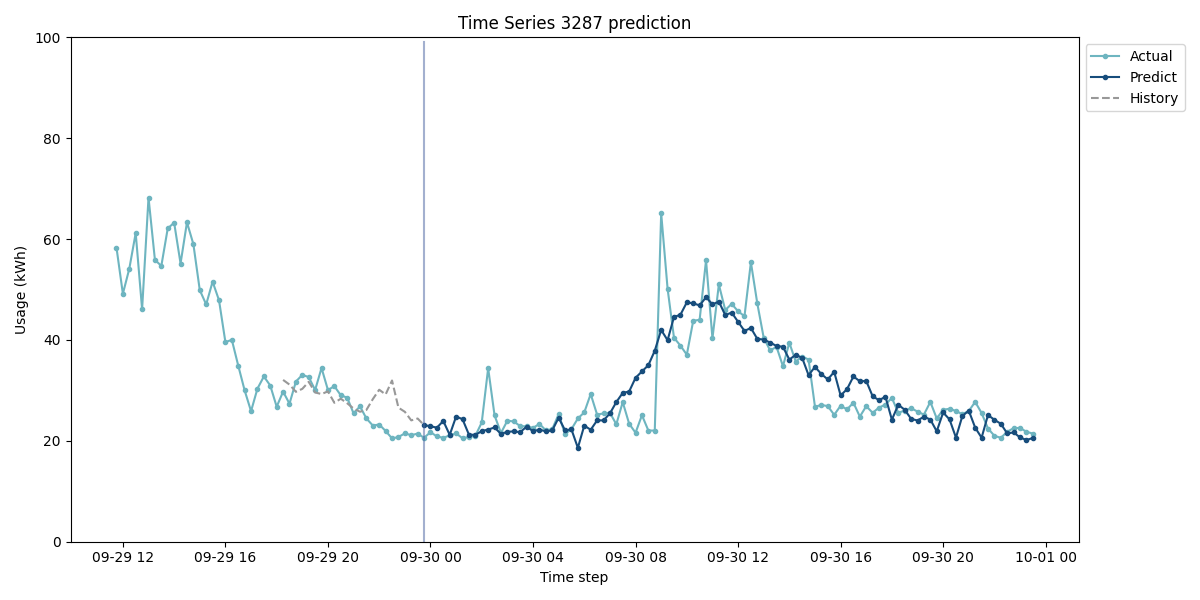 Time Series 3287 prediction
100
80
60
40
20
0
Usage (kWh)
09-29 12
09-29 16
09-29 20
09-30 00
09-30 04
09-30 08
09-30 12
09-30 16
09-30 20
10-01 00
Time step
Actual
Predict
History